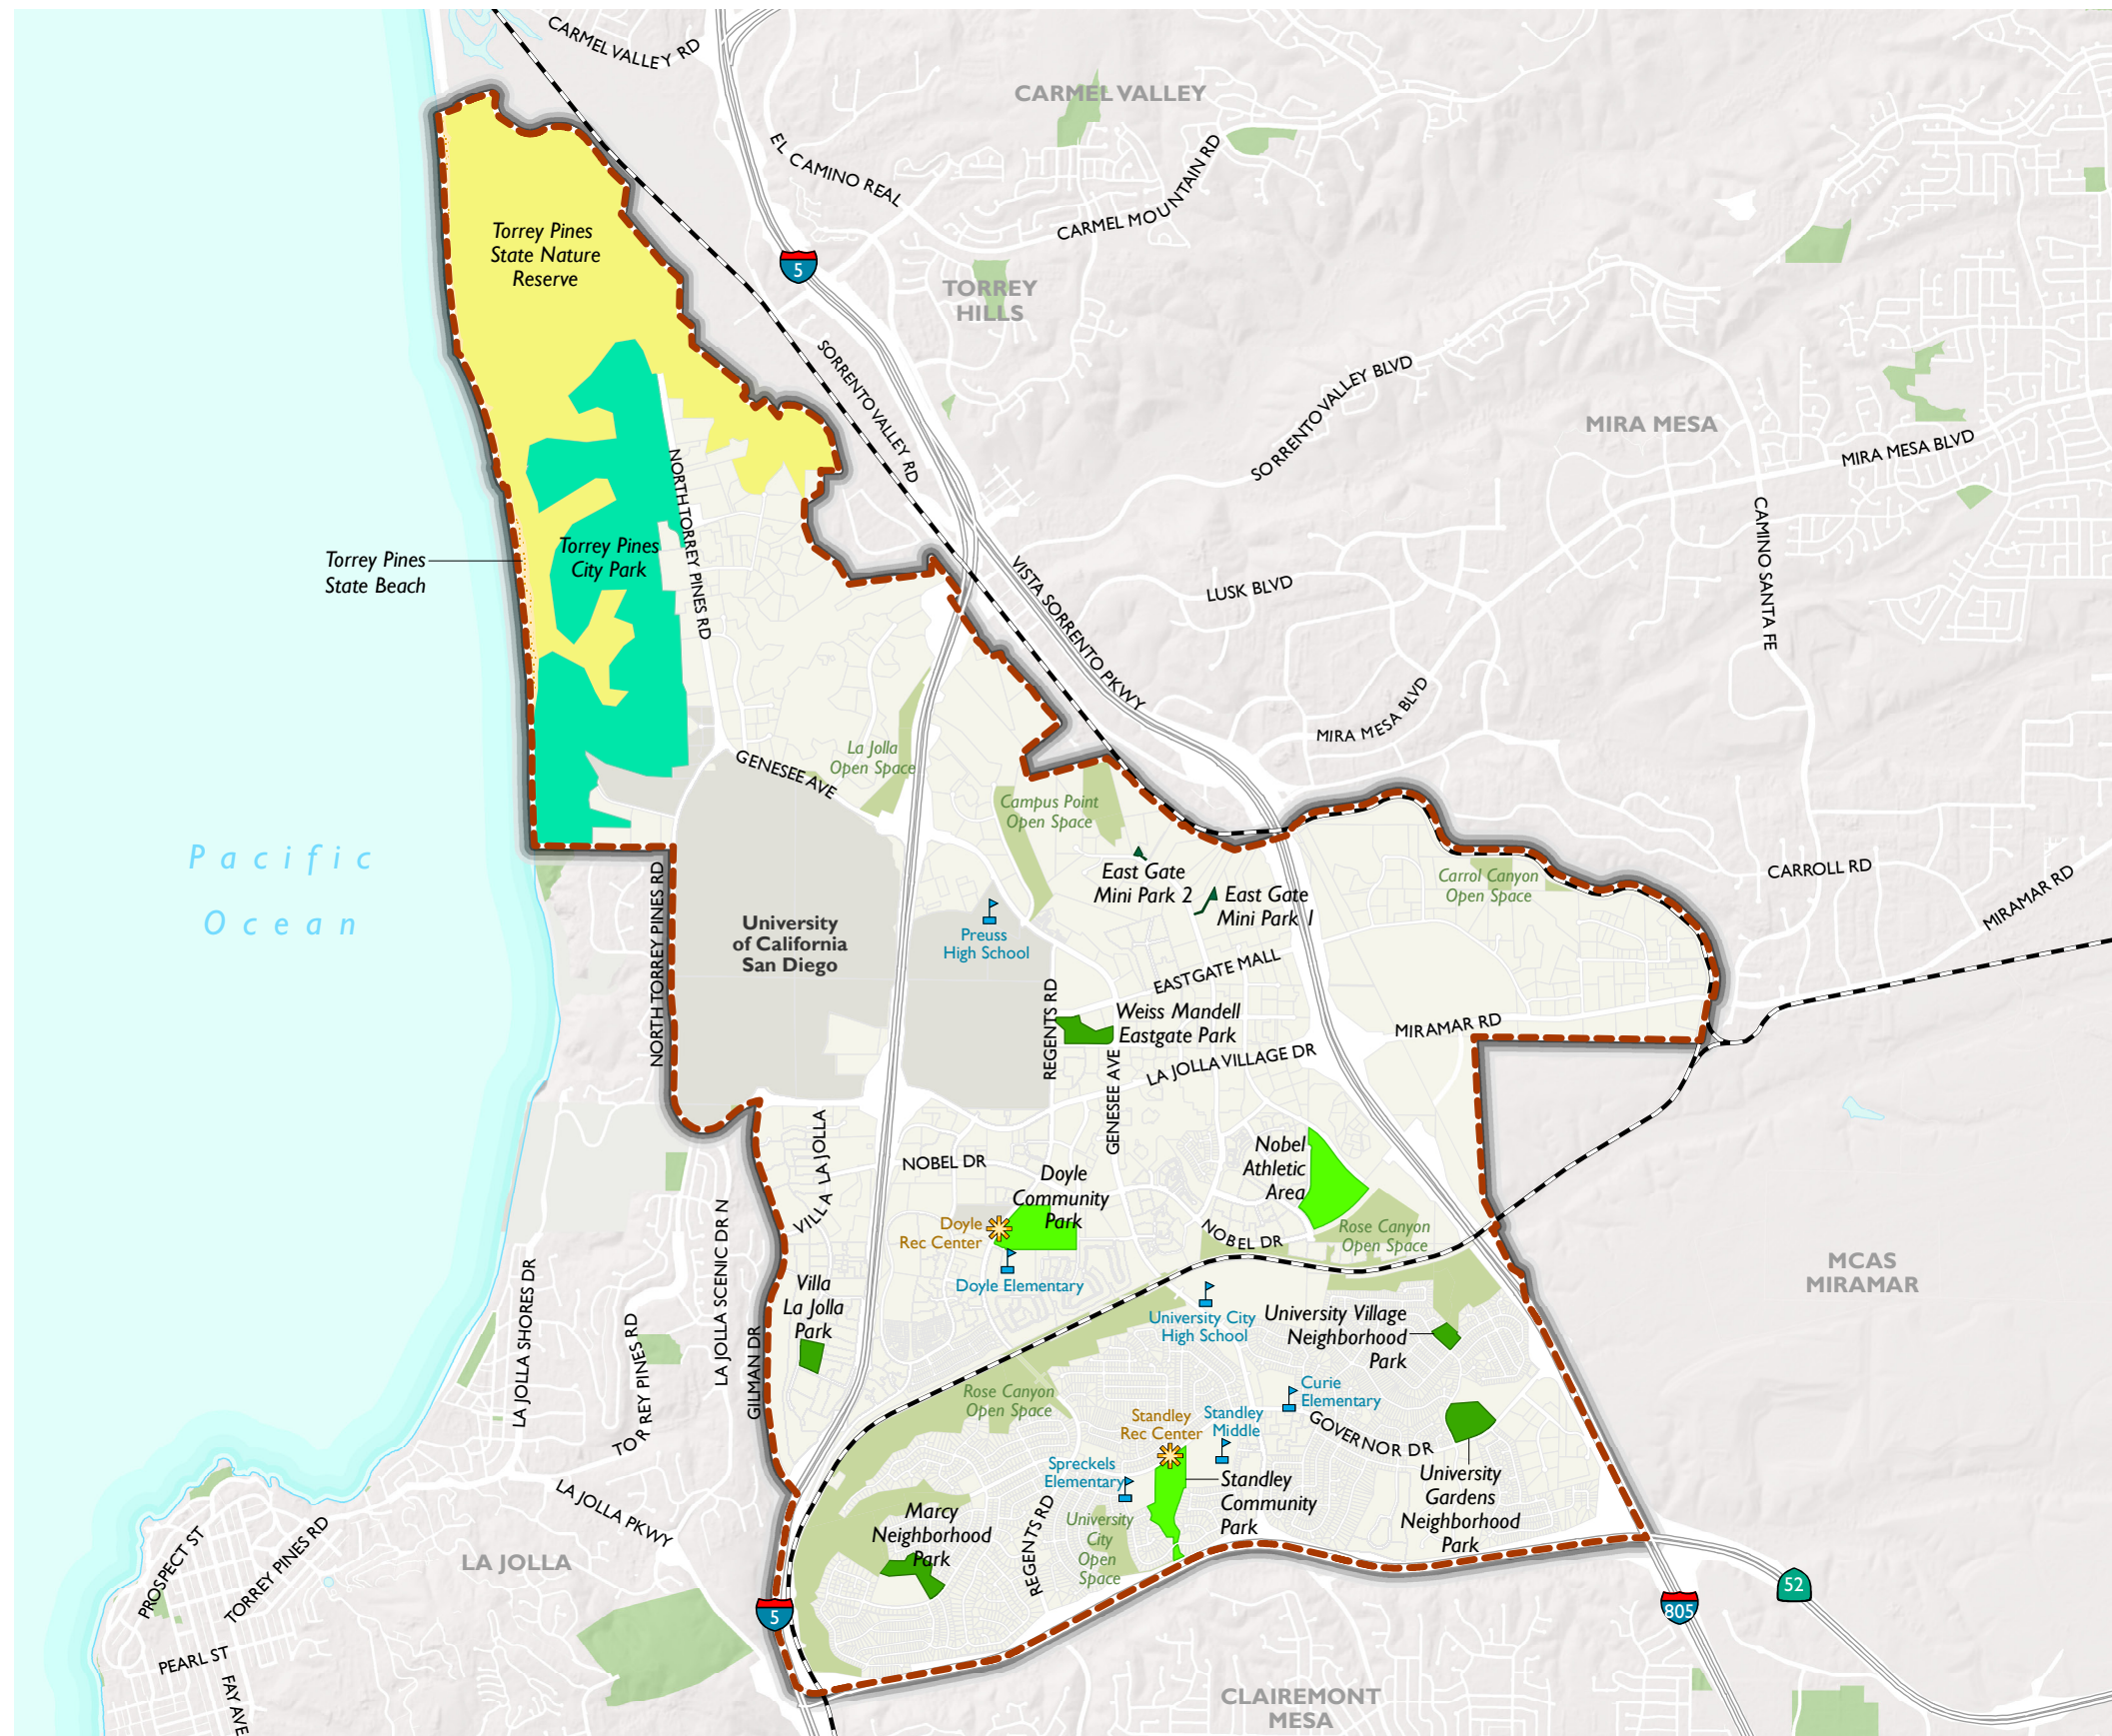 CARMEL VALLEY RD
CARMEL VALLEY
EL CAMINO REAL
CARMEL MOUNTAIN RD
Torrey Pines
State Nature
Reserve
5
TORREY
HILLS
SORRENTO VALLEY RD
SORRENTO VALLEY BLVD
MIRA MESA
MIRA MESA BLVD
NORTH TORREY PINES RD
CAMINO SANTA FE
Torrey Pines
City Park
Torrey Pines
State Beach
VISTA SORRENTO PKWY
LUSK BLVD
MIRA MESA BLVD
GENESEE AVE
La Jolla
Open Space
Campus Point
Open Space
Pacific
Ocean
NORTH TORREY PINES RD
East Gate
Mini Park 2
East Gate
Mini Park 1
Carrol Canyon
Open Space
CARROLL RD
MIRAMAR RD
University
of California
San Diego
Preuss
High School
EASTGATE MALL
REGENTS RD
Weiss Mandell
Eastgate Park
MIRAMAR RD
GENESEE AVE
LA JOLLA VILLAGE DR
VILLA LA JOLLA
NOBEL DR
Doyle
Community
Park
Nobel
Athletic
Area
Doyle
Rec Center
Doyle Elementary
NOBEL DR
Rose Canyon
Open Space
MCAS
MIRAMAR
LA JOLLA SHORES DR
TORREY PINES RD
LA JOLLA SCENIC DR N
GILMAN DR
Villa
La Jolla
Park
University City
High School
University Village
Neighborhood
Park
Rose Canyon
Open Space
Curie
Elementary
Standley
Rec Center
Standley
Middle
GOVERNOR DR
Spreckels
Elementary
Standley
Community
Park
University
Gardens
Neighborhood
Park
LA JOLLA PKWY
Marcy
Neighborhood
Park
REGENTS RD
University
City
Open
Space
PROSPECT ST
TORREY PINES RD
LA JOLLA
5
805
52
PEARL ST
FAY AVE
CLAIREMONT
MESA